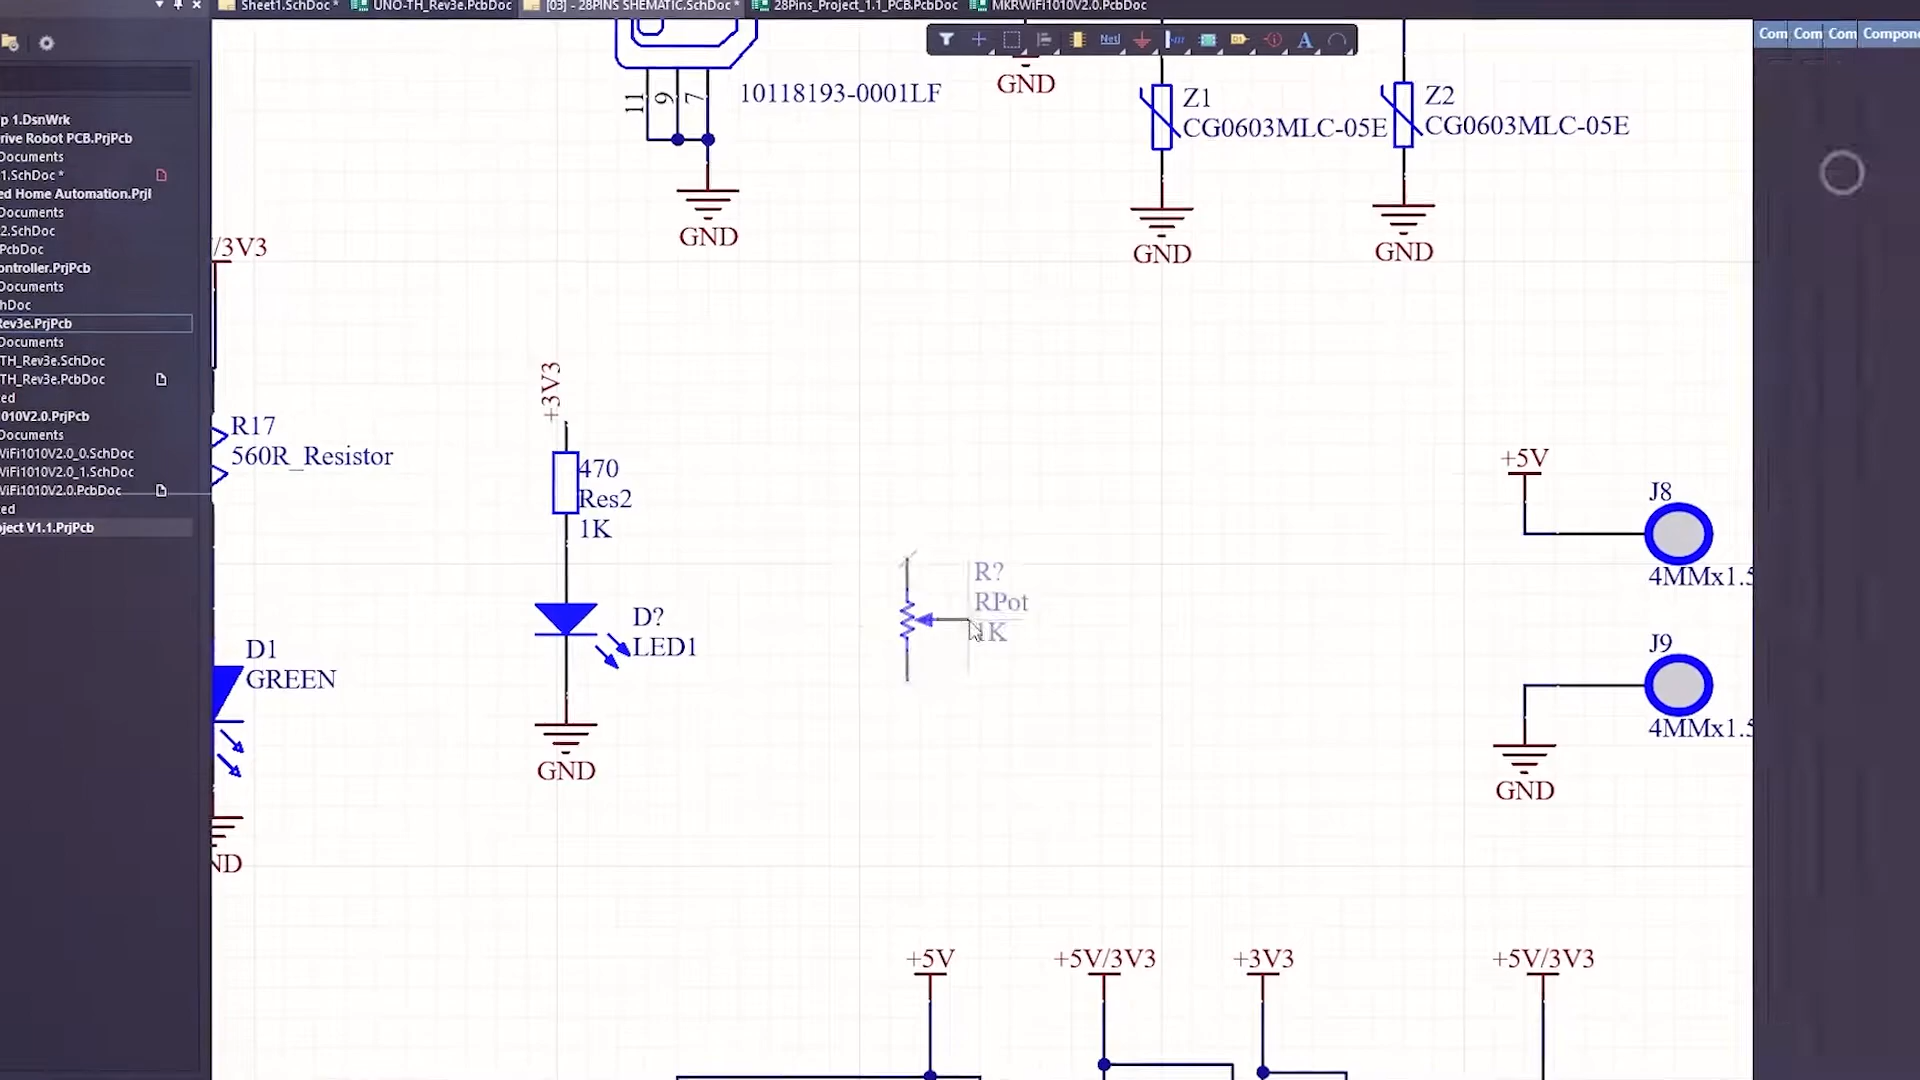 Sheet1.SchDoc *
UNO-TH_Rev3e.PcbDoc
[03] - 28PINS SHEMATIC.SchDoc *
28Pins_Project_1.1_PCB.PcbDoc
MKRWiFi1010V2.0.PcbDoc
Com
Com
Com
Compone
Net
A
p 1.DsnWrk
rive Robot PCB.PrjPcb
Documents
1.SchDoc *
ed Home Automation.PrjI
Documents
2.SchDoc
PcbDoc
ontroller.PrjPcb
Documents
hDoc
Rev3e.PrjPcb
Documents
TH_Rev3e.SchDoc
TH_Rev3e.PcbDoc
ed
010V2.0.PrjPcb
Documents
WiFi1010V2.0_0.SchDoc
WiFi1010V2.0_1.SchDoc
WiFi1010V2.0.PcbDoc
ed
ject V1.1.PrjPcb
11
9
7
10118193-0001LF
GND
GND
Z1
CG0603MLC-05E
GND
Z2
CG0603MLC-05E
GND
/3V3
R17
560R_Resistor
D1
GREEN
ND
+3V3
470
Res2
1K
D?
LED1
GND
R?
RPot
1K
+5V
J8
4MMx1.5
J9
4MMx1.5
GND
+5V
+5V/3V3
+3V3
+5V/3V3